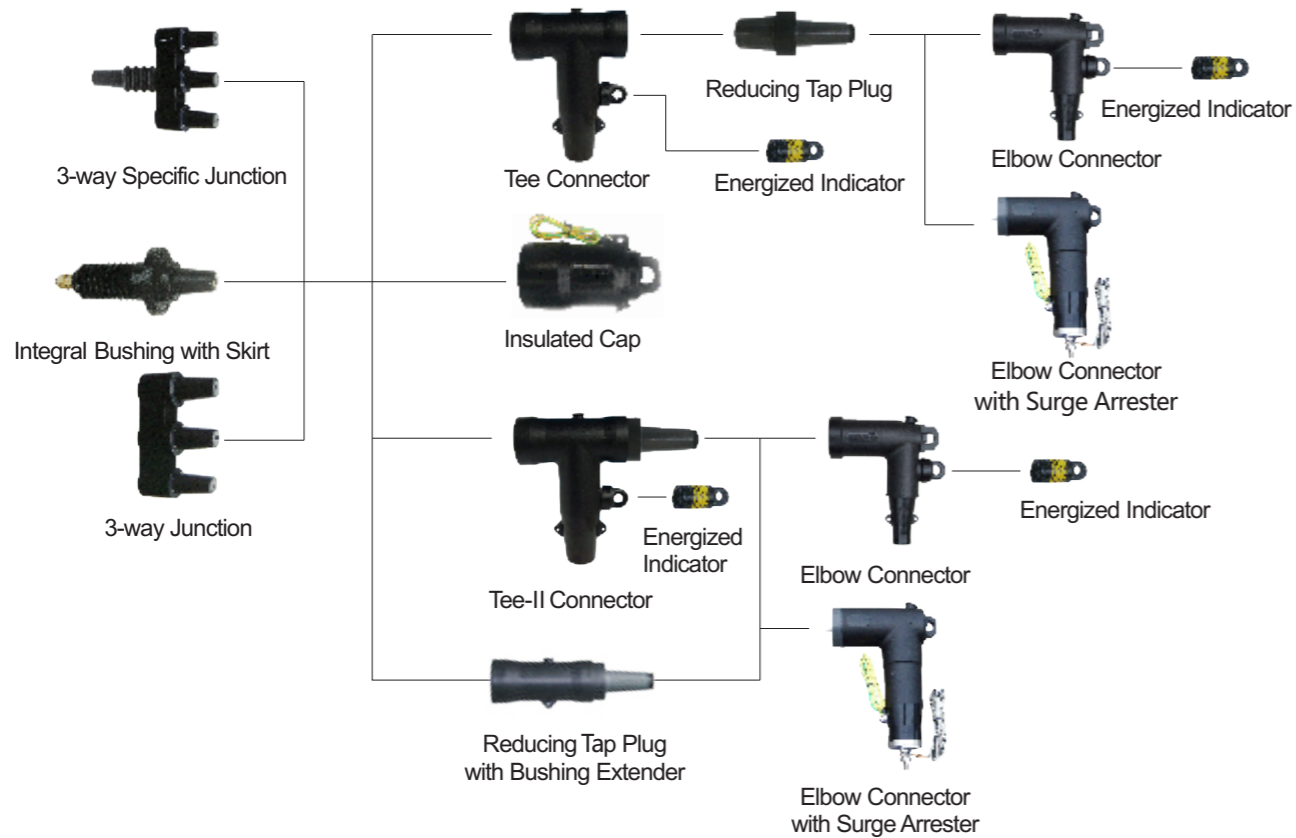 Reducing Tap Plug
Energized Indicator
3-way Specific Junction
Tee Connector
Energized Indicator
Elbow Connector
Integral Bushing with Skirt
Insulated Cap
Elbow Connector
with Surge Arrester
3-way Junction
Energized
Indicator
Energized Indicator
Tee-II Connector
Elbow Connector
Reducing Tap Plug
with Bushing Extender
Elbow Connector
with Surge Arrester